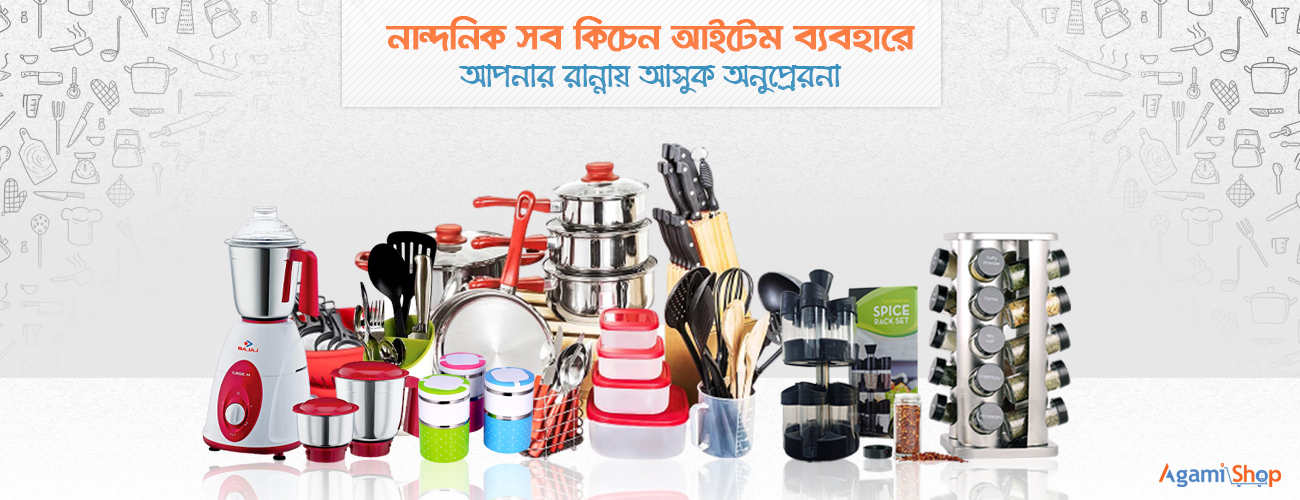 নান্দনিক সব কিচেন আইটেম ব্যবহারে
আপনার রান্নায় আসুক অনুপ্রেরনা
BAJAJ
SPICE
RACK SET
Agami Shop